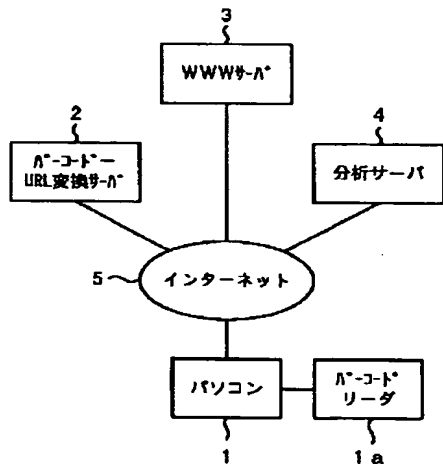 3
WWWサーバ
2
バーコードー
URL変換サーバ
4
分析サーバ
5
インターネット
パソコン
バーコード
リーダ
1
1a